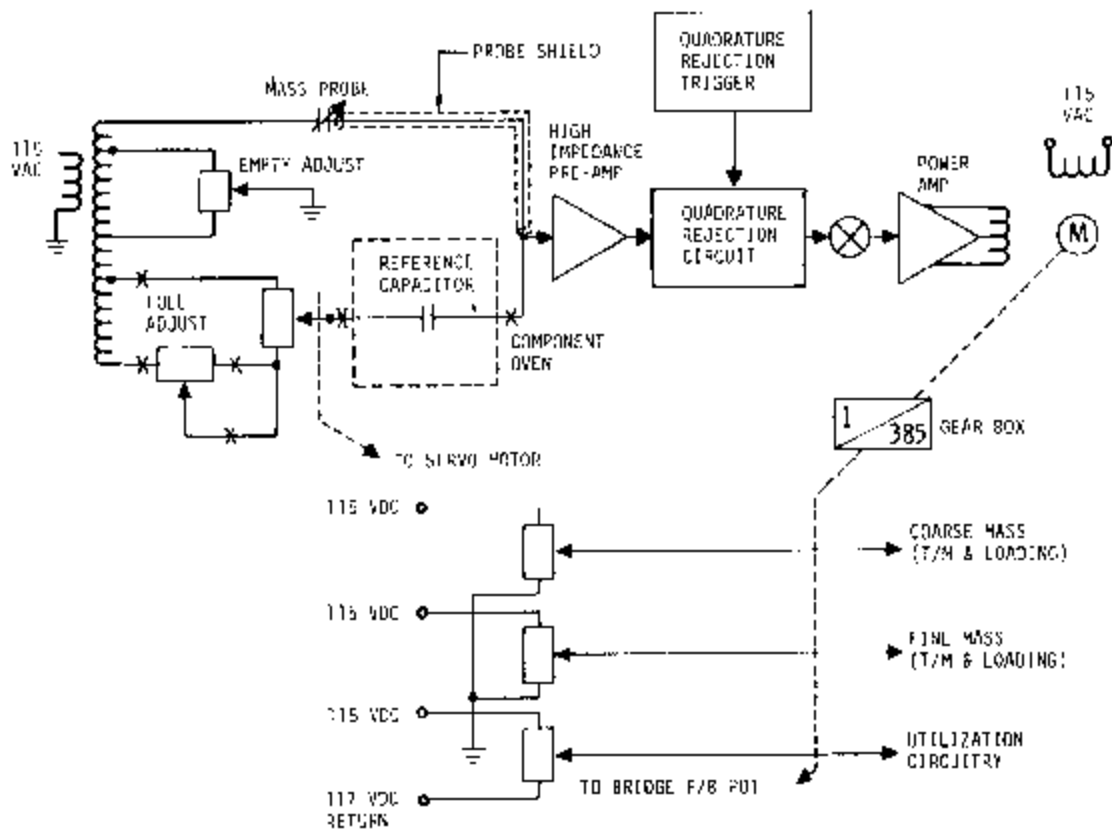 PROBE SHIELD
QUADRATURE
REJECTION
TRIGGER
MASS PROBE
115
VAC
115
VAC
EMPTY ADJUST
HIGH
IMPEDANCE
PRE-AMP
POWER
AMP
QUADRATURE
REJECTION
CIRCUIT
M
REFERENCE
CAPACITOR
FULL
ADJUST
COMPONENT
OVEN
1
385
GEAR BOX
TO SERVO MOTOR
115 VDC
COARSE MASS
(T/M & LOADING)
115 VDC
FINE MASS
(T/M & LOADING)
115 VDC
UTILIZATION
CIRCUITRY
TO BRIDGE F/B POT
117 VDC
RETURN